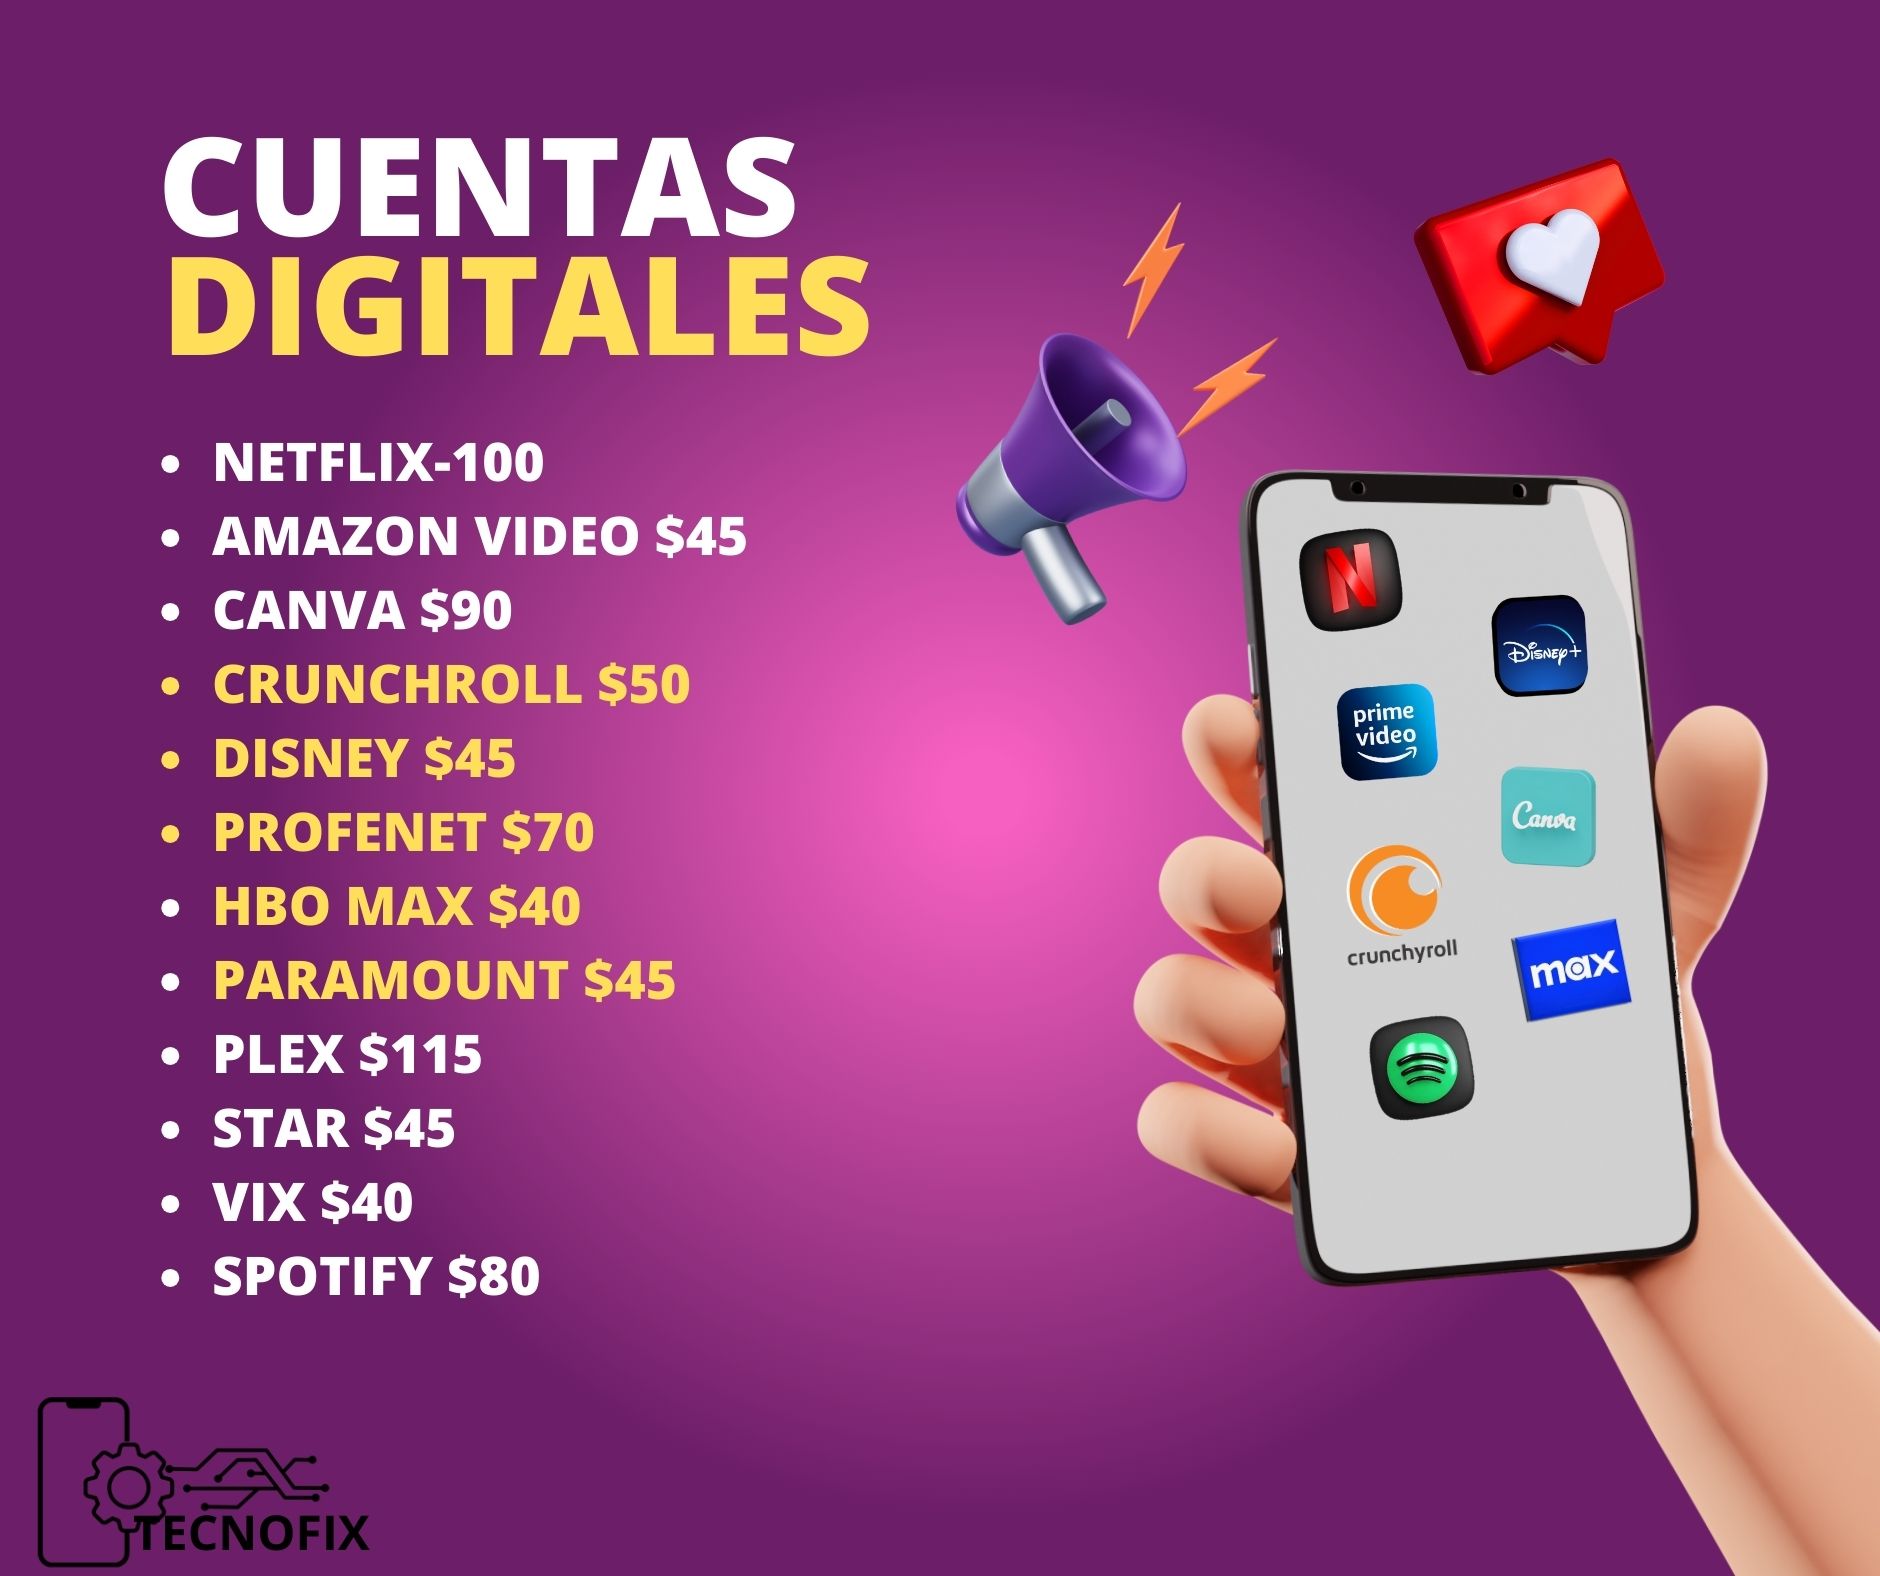 CUENTAS
DIGITALES
NETFLIX-100
AMAZON VIDEO $45
CANVA $90
CRUNCHROLL $50
DISNEY $45
PROFENET $70
HBO MAX $40
PARAMOUNT $45
PLEX $115
STAR $45
VIX $40
SPOTIFY $80
N
Disney+
prime
video
Canva
crunchyroll
max
TECNOFIX